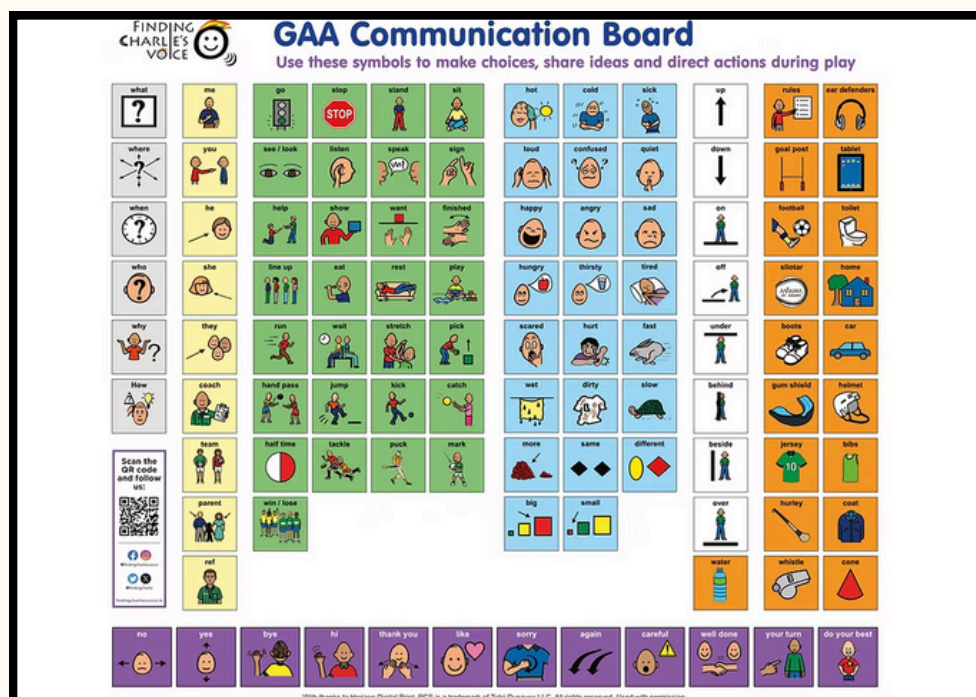 FINDING
CHARLIE'S
VOICE
GAA Communication Board
Use these symbols to make choices, share ideas and direct actions during play
what me go stop stand sit hot cold sick up rules ear defenders
STOP
where you see / look listen speak sign loud confused quiet down goal post tablet
when he help show want finished happy angry sad on football toilet
who she line up eat rest play hungry thirsty tired off sliotar home
why they run wait stretch pick scared hurt fast under boots car
How coach hand pass jump kick catch wet dirty slow behind gum shield helmet
team half time tackle puck mark more same different beside jersey bibs
10
Scan the
QR code
and follow
us:
parent win / lose big small over hurley coat
ref water whistle cone
no yes bye hi thank you like sorry again careful well done your turn do your best